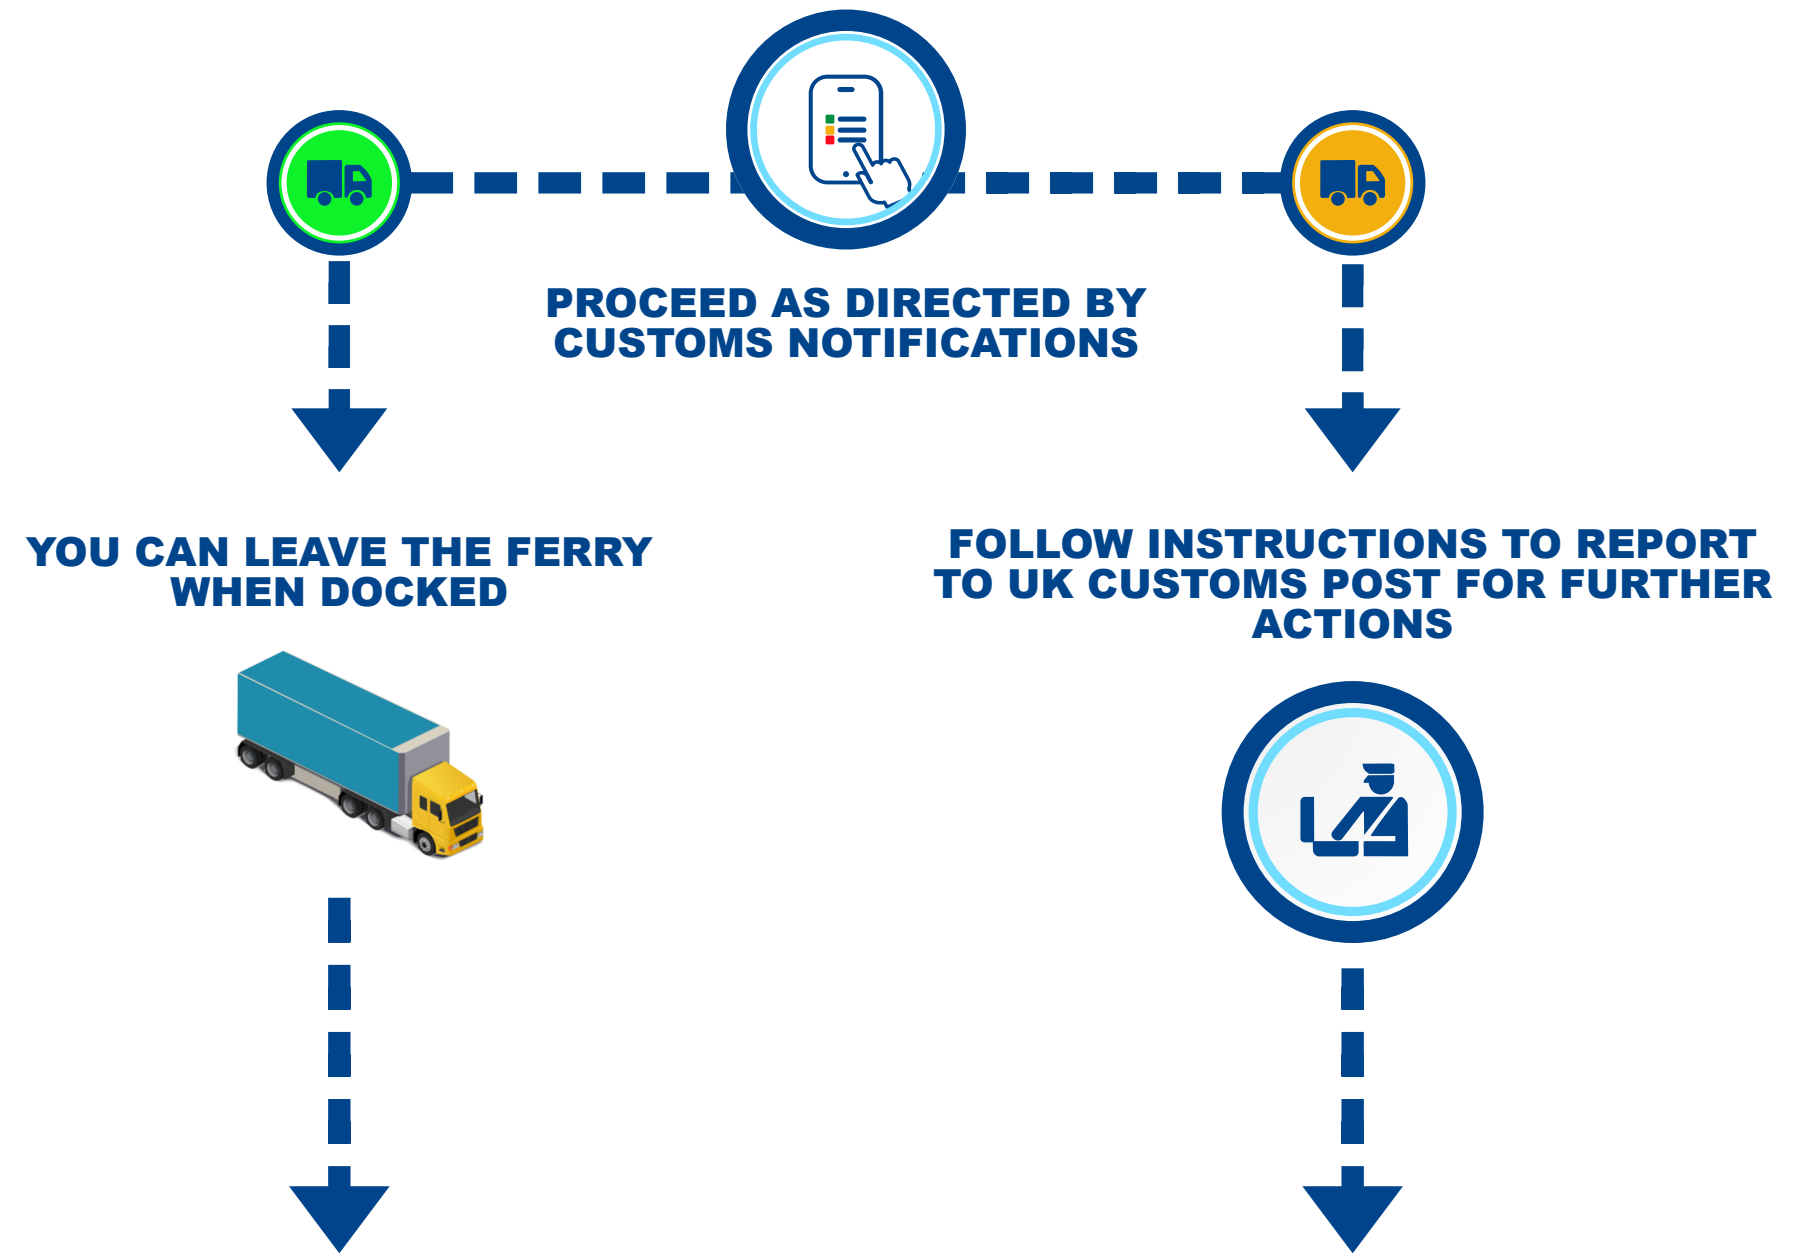 PROCEED AS DIRECTED BY
CUSTOMS NOTIFICATIONS
YOU CAN LEAVE THE FERRY
WHEN DOCKED
FOLLOW INSTRUCTIONS TO REPORT
TO UK CUSTOMS POST FOR FURTHER
ACTIONS